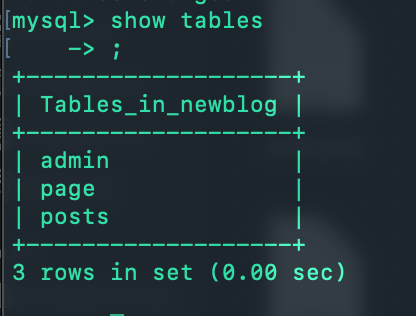 [mysql> show tables
[    -> ;
+-------------------+
| Tables_in_newblog |
+-------------------+
| admin             |
| page              |
| posts             |
+-------------------+
3 rows in set (0.00 sec)